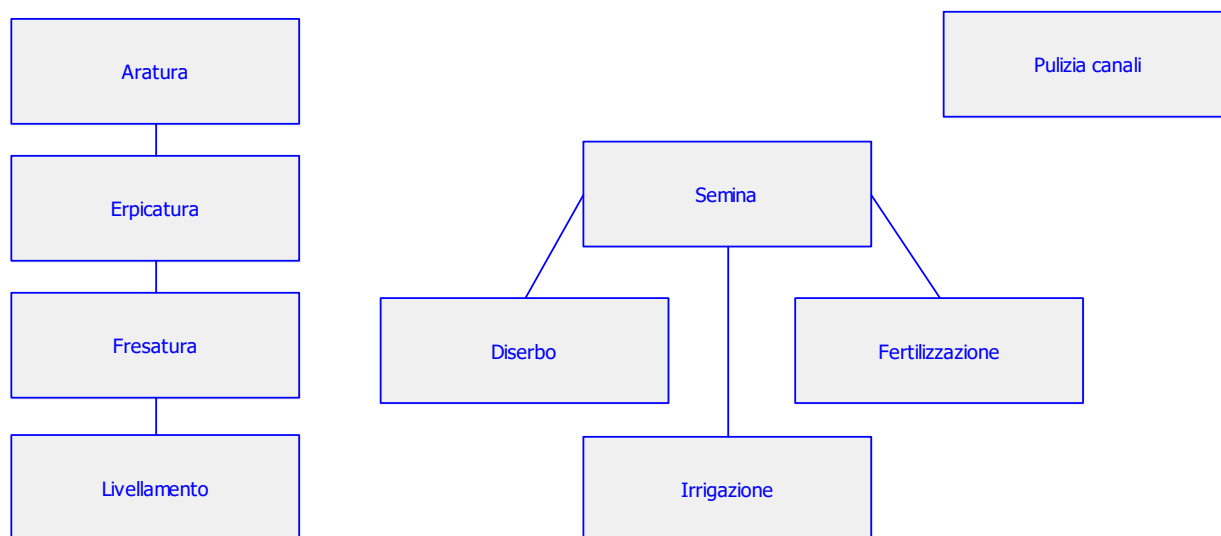 Aratura
Erpicatura
Fresatura
Livellamento
Semina
Diserbo
Fertilizzazione
Irrigazione
Pulizia canali